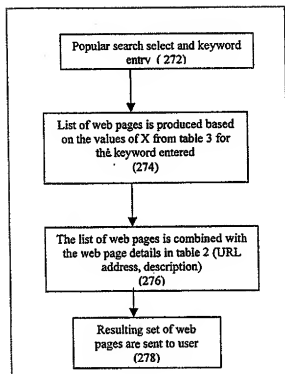 Popular search select and keyword
entry ( 272)
List of web pages is produced based
on the values of X from table 3 for
the keyword entered
(274)
The list of web pages is combined with
the web page details in table 2 (URL
address, description)
(276)
Resulting set of web
pages are sent to user
(278)